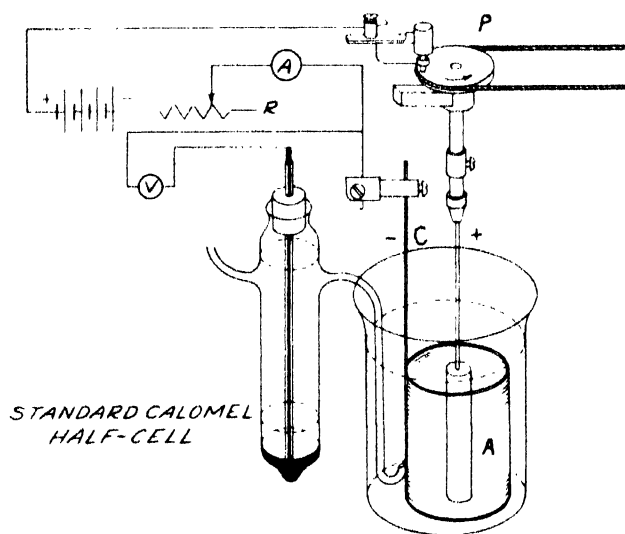 P
A
+ -
R
V
- C +
STANDARD CALOMEL
HALF-CELL
A